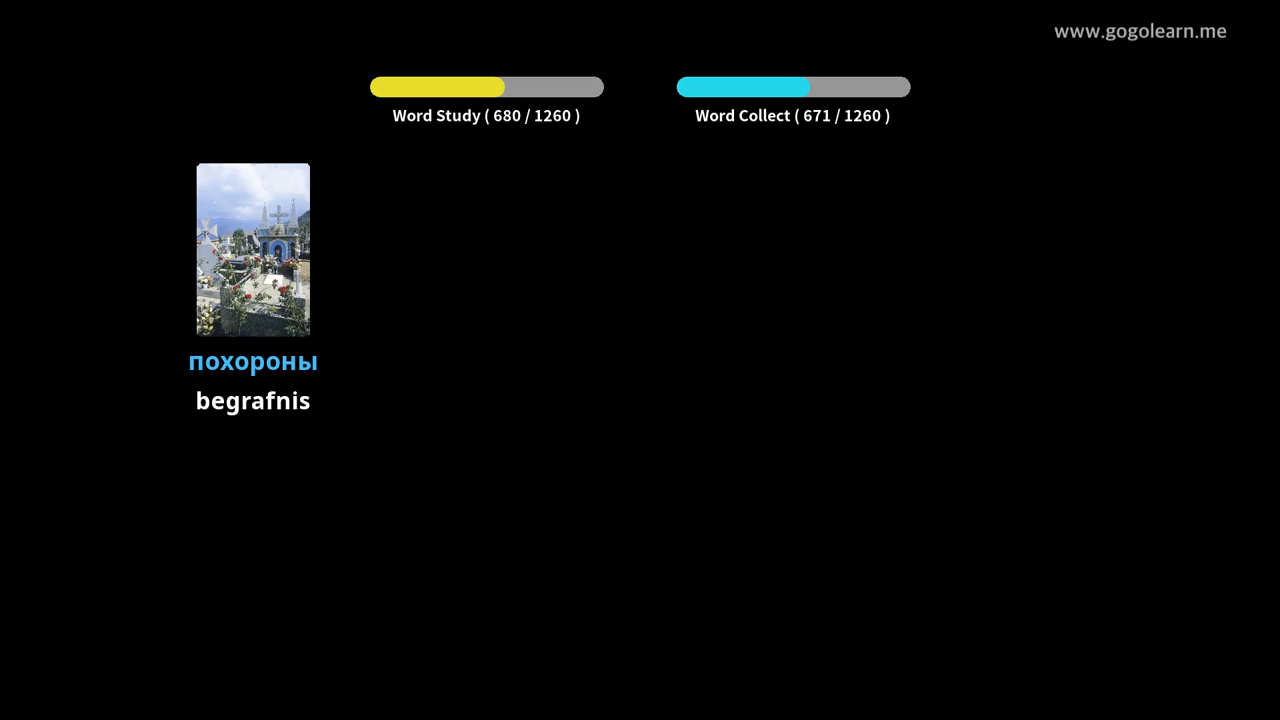 www.gogolearn.me
Word Study ( 680 / 1260 )
Word Collect ( 671 / 1260 )
похороны
begrafnis